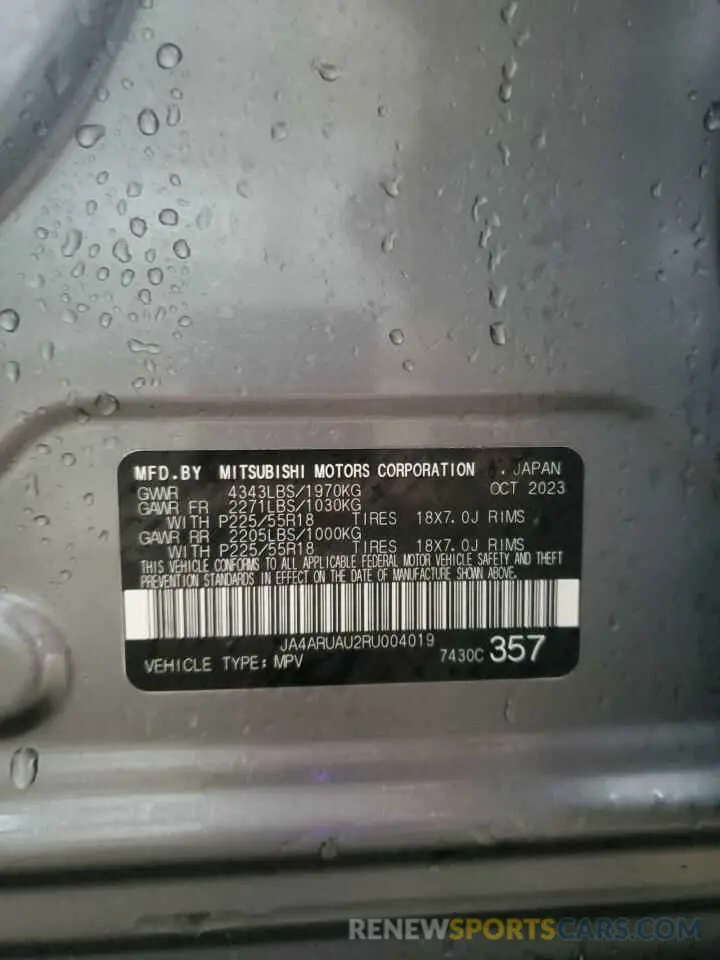 MFD.BY MITSUBISHI MOTORS CORPORATION , JAPAN
GVWR 4343LBS/1970KG OCT 2023
GAWR FR 2271LBS/1030KG
WITH P225/55R18 TIRES 18X7.0J RIMS
GAWR RR 2205LBS/1000KG
WITH P225/55R18 TIRES 18X7.0J RIMS
THIS VEHICLE CONFORMS TO ALL APPLICABLE FEDERAL MOTOR VEHICLE SAFETY AND THEFT
PREVENTION STANDARDS IN EFFECT ON THE DATE OF MANUFACTURE SHOWN ABOVE.
JA4ARUAU2RU004019
VEHICLE TYPE: MPV 7430C 357
RENEWSPORTSCARS.COM